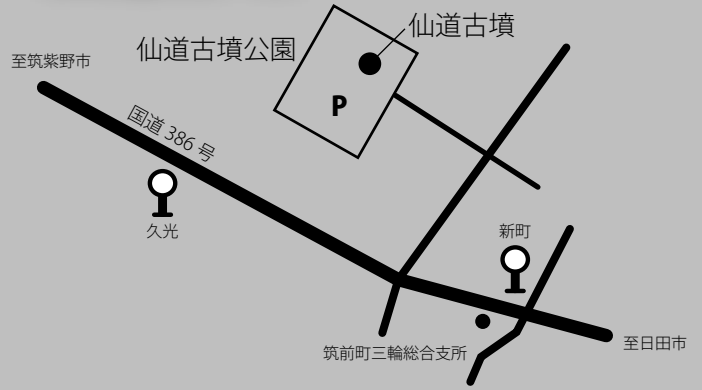 仙道古墳
仙道古墳公園
至筑紫野市
P
国道 386 号
久光
新町
筑前町三輪総合支所
至日田市